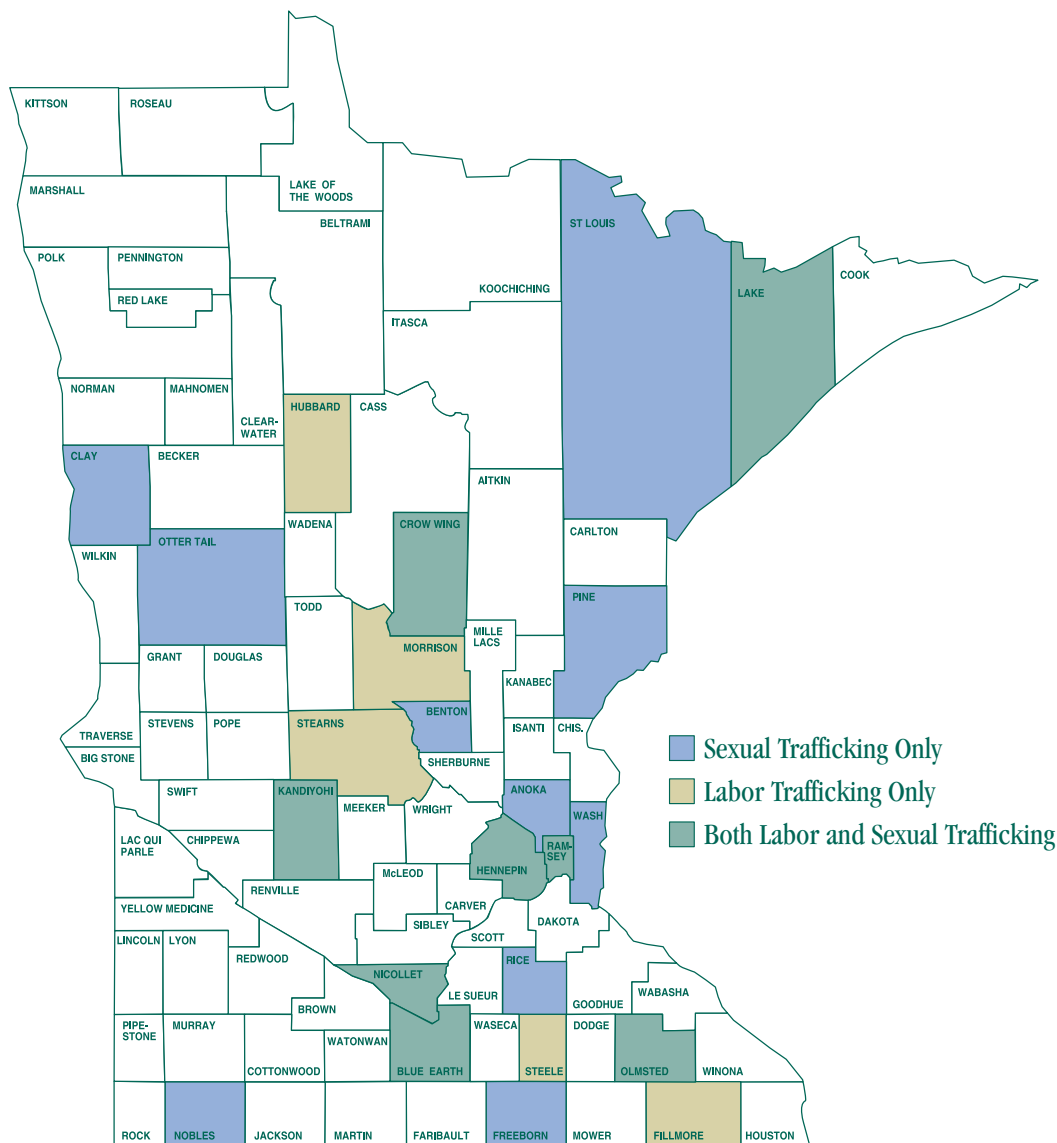 KITTSON
ROSEAU
LAKE OF
THE WOODS
MARSHALL
BELTRAMI
ST LOUIS
POLK
PENNINGTON
KOOCHICHING
COOK
LAKE
RED LAKE
ITASCA
NORMAN
MAHNOMEN
HUBBARD
CASS
CLEAR-
WATER
CLAY
BECKER
AITKIN
WADENA
CROW WING
CARLTON
OTTER TAIL
WILKIN
PINE
TODD
MILLE
LACS
MORRISON
GRANT
DOUGLAS
KANABEC
BENTON
STEVENS
POPE
STEARNS
ISANTI
CHIS.
TRAVERSE
BIG STONE
SHERBURNE
Sexual Trafficking Only
Labor Trafficking Only
Both Labor and Sexual Trafficking
SWIFT
KANDIYOHI
MEEKER
WRIGHT
ANOKA
WASH
LAC QUI
PARLE
CHIPPEWA
RAM-
SEY
HENNEPIN
McLEOD
RENVILLE
CARVER
YELLOW MEDICINE
SIBLEY
DAKOTA
SCOTT
LINCOLN
LYON
REDWOOD
RICE
NICOLLET
LE SUEUR
WABASHA
GOODHUE
BROWN
PIPE-
STONE
MURRAY
WASECA
DODGE
WATONWAN
COTTONWOOD
BLUE EARTH
STEELE
OLMSTED
WINONA
ROCK
NOBLES
JACKSON
MARTIN
FARIBAULT
FREEBORN
MOWER
FILLMORE
HOUSTON